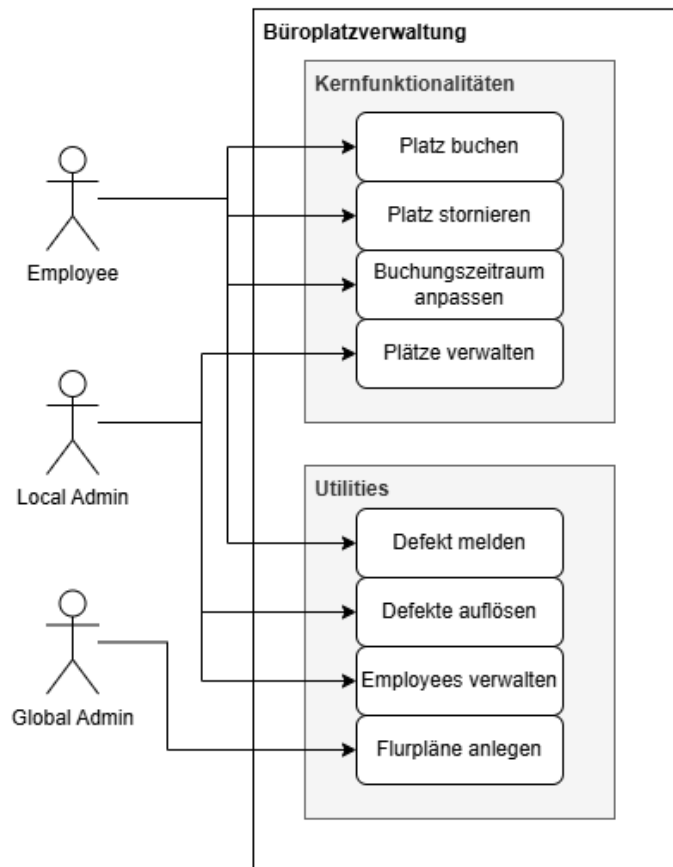 Büroplatzverwaltung
Kernfunktionalitäten
Platz buchen
Platz stornieren
Buchungszeitraum
anpassen
Plätze verwalten
Employee
Local Admin
Utilities
Defekt melden
Defekte auflösen
Employees verwalten
Flurpläne anlegen
Global Admin